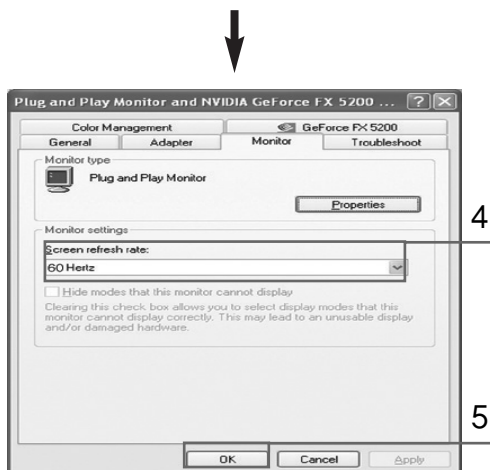 Plug and Play Monitor and NVIDIA GeForce FX 5200 ...
Color Management
GeForce FX 5200
General
Adapter
Monitor
Troubleshoot
Monitor type
Plug and Play Monitor
Properties
4
Monitor settings
Screen refresh rate:
60 Hertz
Hide modes that this monitor cannot display
Clearing this check box allows you to select display modes that this
monitor cannot display correctly. This may lead to an unusable display
and/or damaged hardware.
5
OK
Cancel
Apply